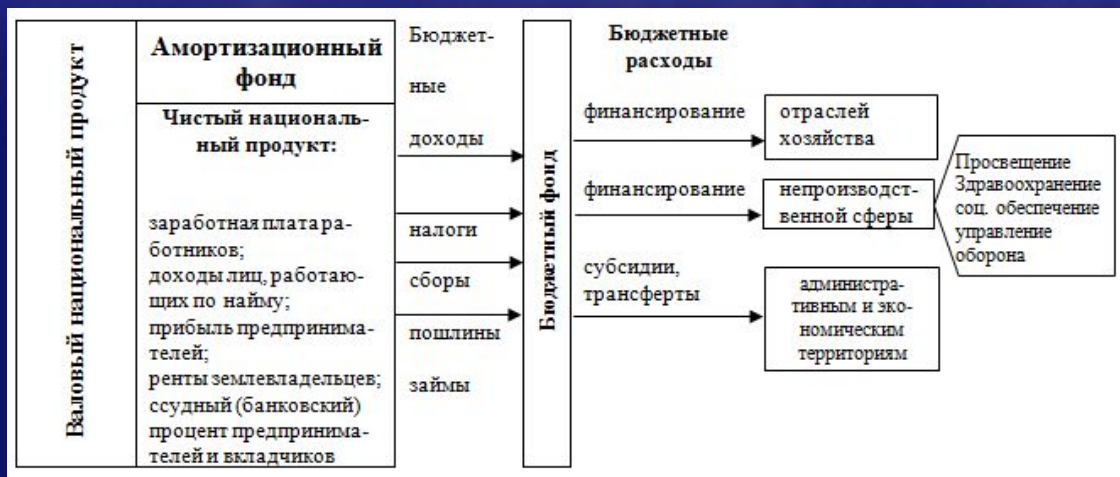 Валовый национальный продукт
Амортизационный
фонд
Чистый националь-
ный продукт:
заработная плата ра-
ботников;
доходы лиц, работаю-
щих по найму;
прибыль предпринима-
телей;
ренты землевладельцев;
ссудный (банковский)
процент предпринима-
телей и вкладчиков
Бюджет-
ные
доходы
налоги
сборы
пошлины
займы
Бюджетный фонд
Бюджетные
расходы
финансирование
отраслей
хозяйства
финансирование
непроизводст-
венной сферы
Просвещение
Здравоохранение
соц. обеспечение
управление
оборона
субсидии,
трансферты
администра-
тивным и эко-
номическим
территориям